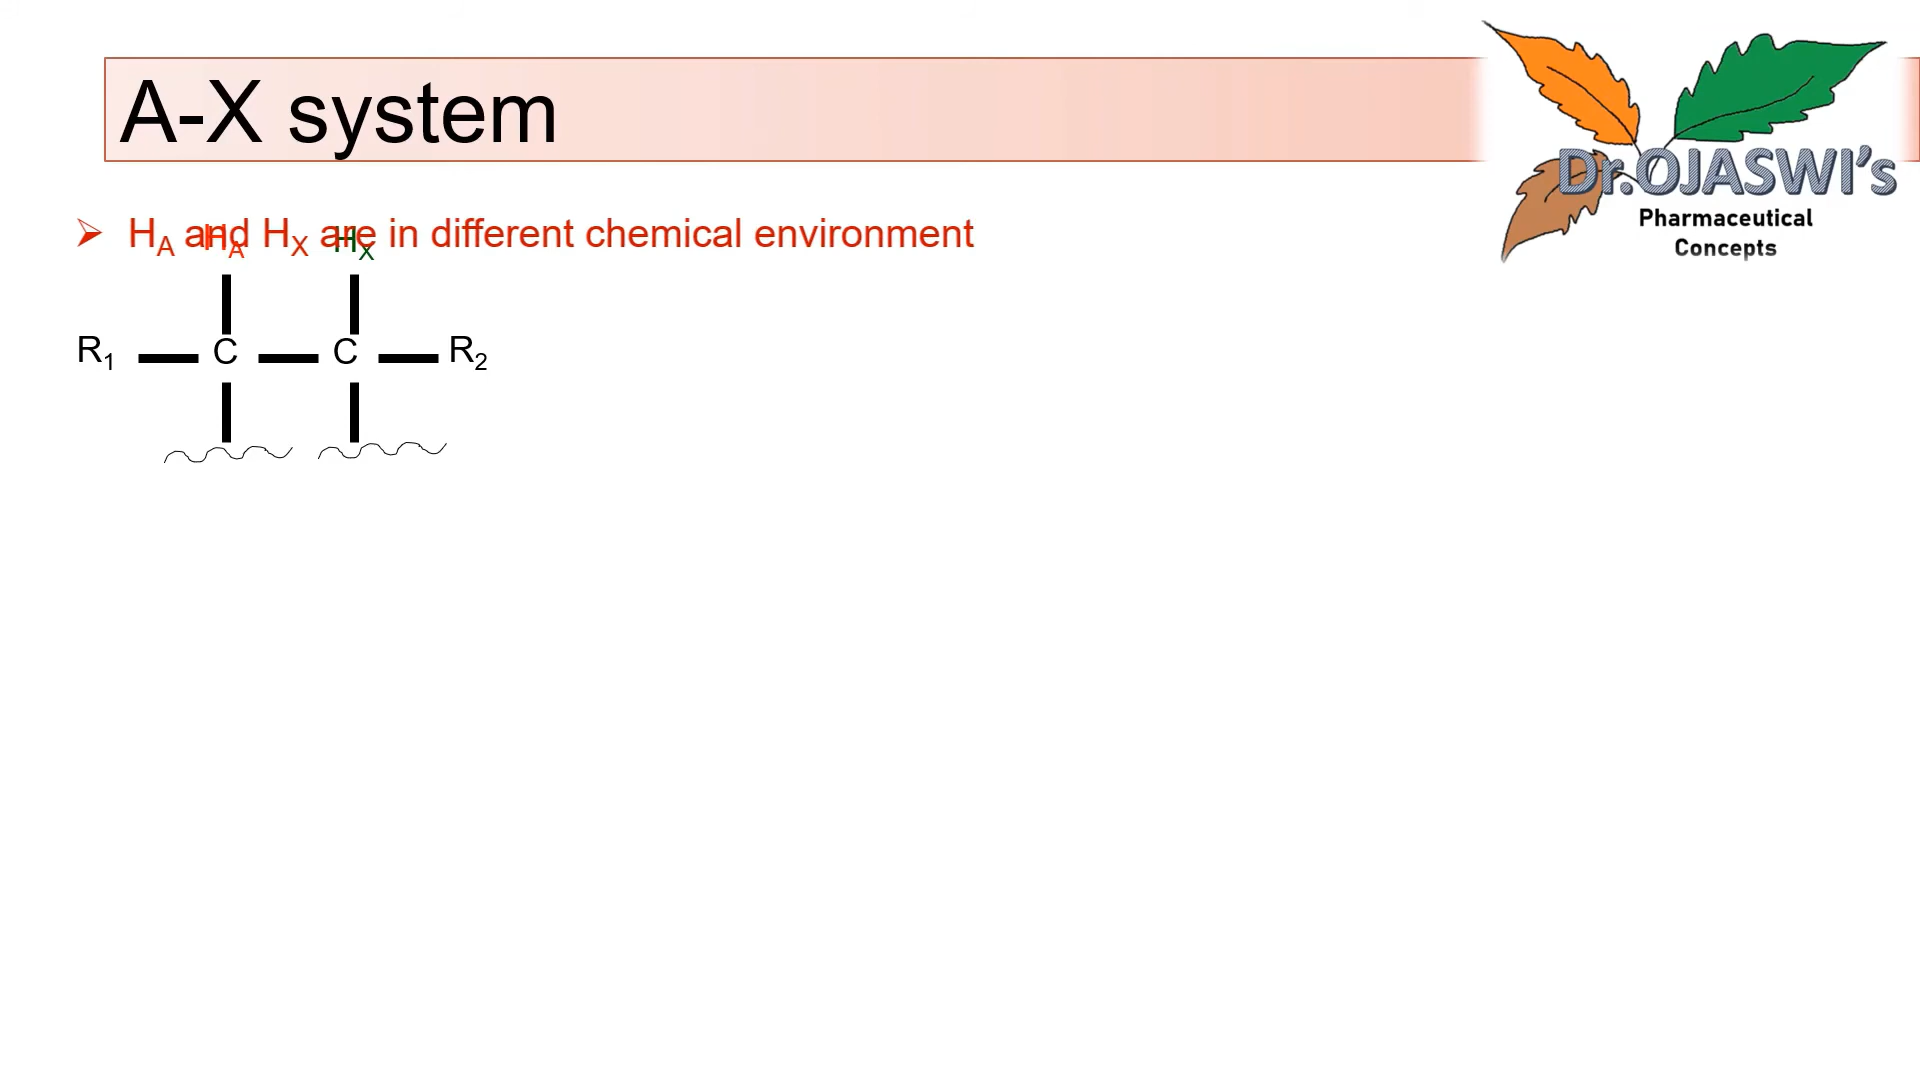 A-X system
Dr.OJASWI's
Pharmaceutical
Concepts
➢ H_A and H_X are in different chemical environment
H_A H_X
R_1 C C R_2